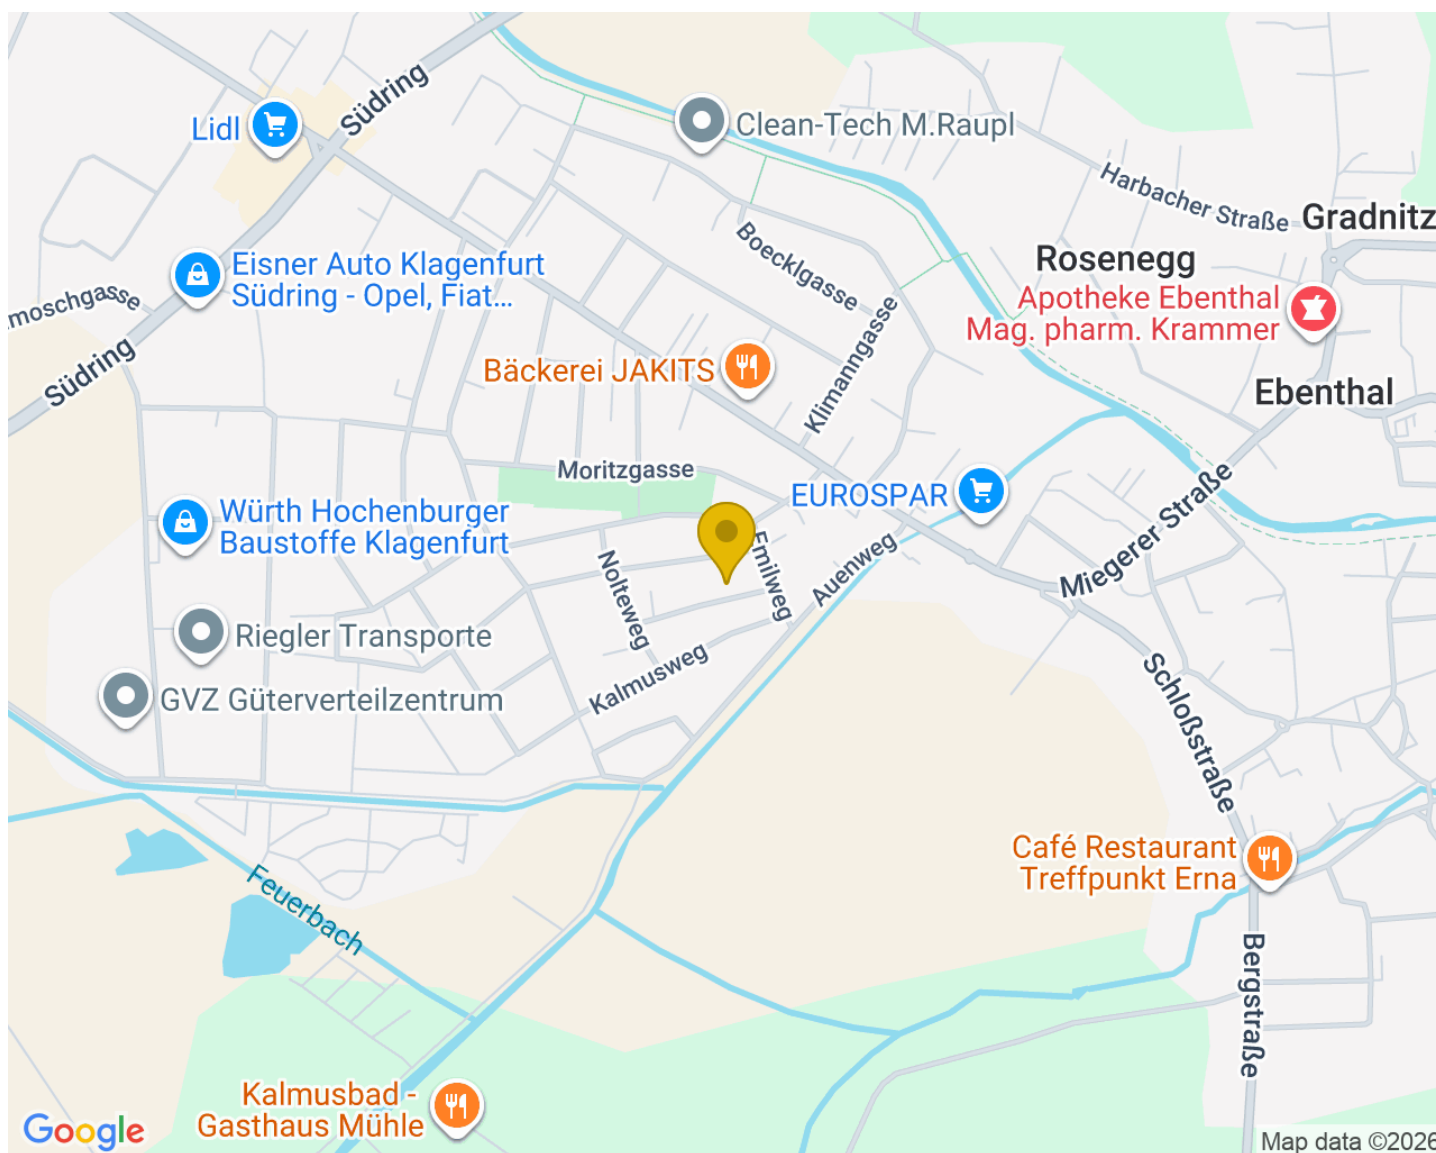 Südring
Lidl
Clean-Tech M.Raupl
Harbacher Straße
Gradnitz
Boecklgasse
Rosenegg
Eisner Auto Klagenfurt
Südring - Opel, Fiat...
moschgasse
Apotheke Ebenthal
Mag. pharm. Krammer
Klimanngasse
Südring
Bäckerei JAKITS
Ebenthal
Moritzgasse
EUROSPAR
Würth Hochenburger
Baustoffe Klagenfurt
Miegerer Straße
Emilweg
Auenweg
Nolteweg
Riegler Transporte
Kalmusweg
GVZ Güterverteilzentrum
Schloßstraße
Café Restaurant
Treffpunkt Erna
Feuerbach
Bergstraße
Kalmusbad -
Gasthaus Mühle
Google
Map data ©2026